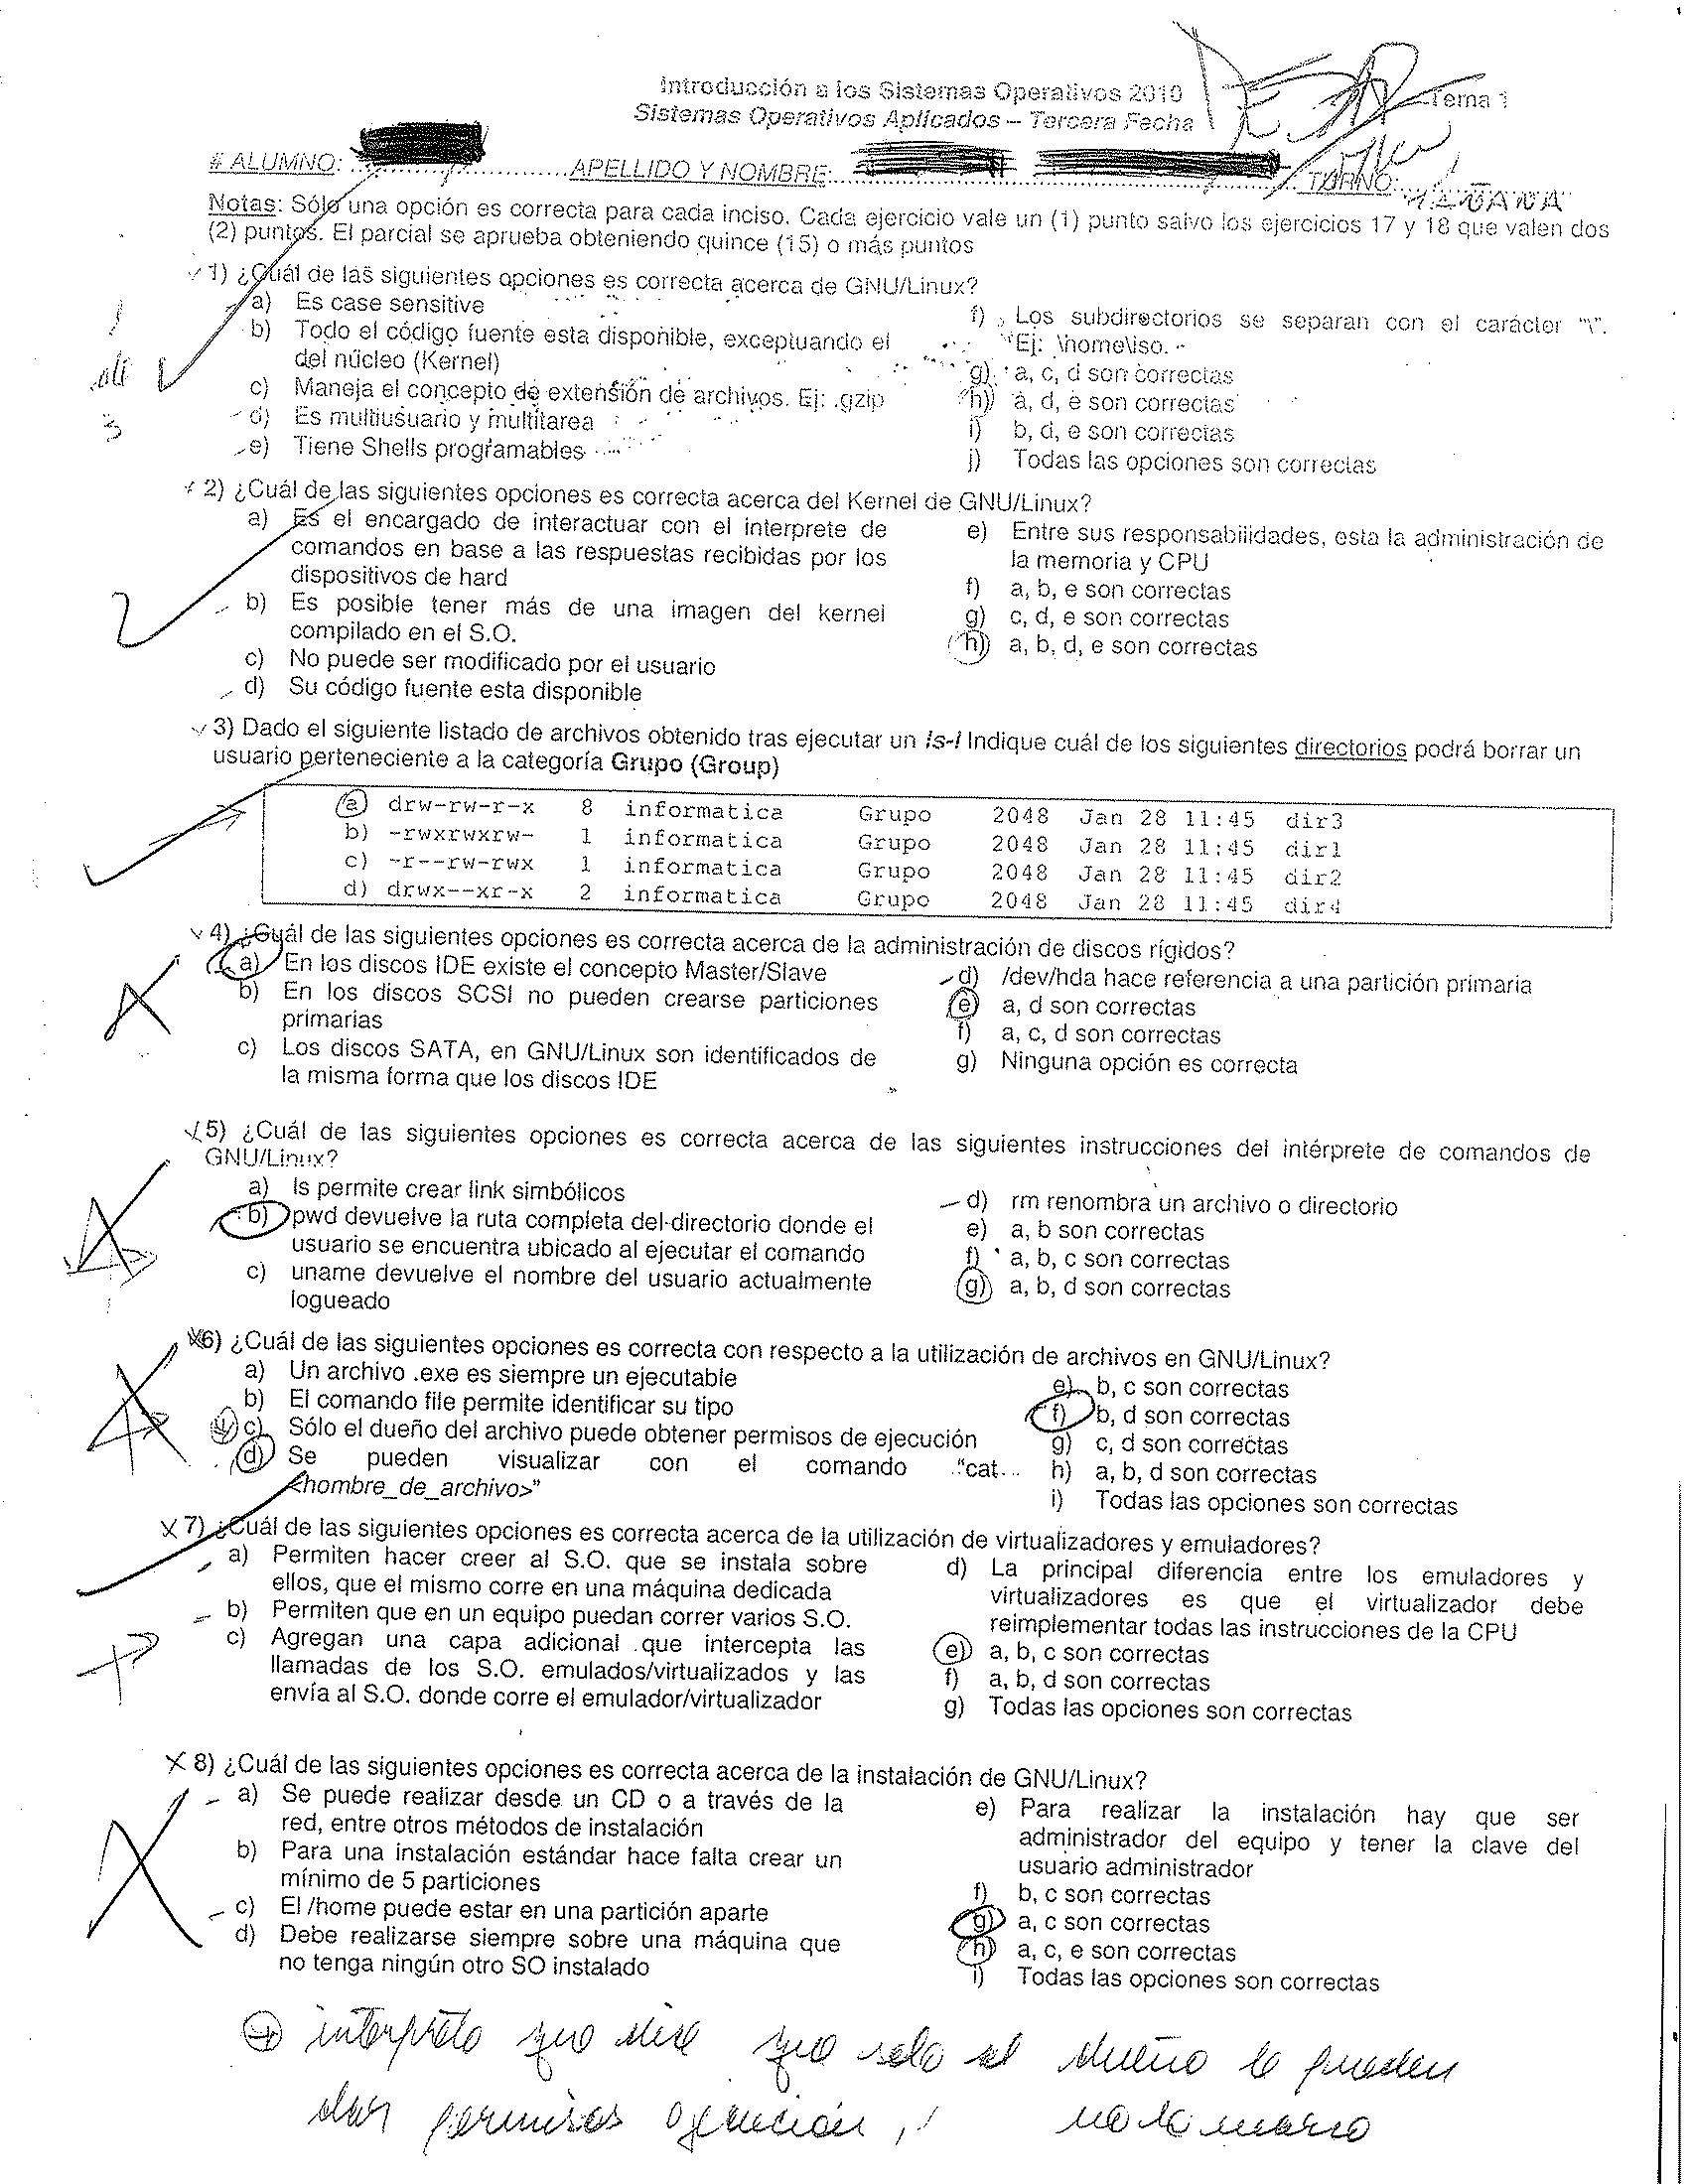 Introducción a los Sistemas Operativos 2010
Tema 1
Sistemas Operativos Aplicados – Tercera Fecha
# ALUMNO: APELLIDO Y NOMBRE: TURNO: MAÑANA
Notas: Sólo una opción es correcta para cada inciso. Cada ejercicio vale un (1) punto salvo los ejercicios 17 y 18 que valen dos
(2) puntos. El parcial se aprueba obteniendo quince (15) o más puntos
1) ¿Cuál de las siguientes opciones es correcta acerca de GNU/Linux?
a) Es case sensitive
b) Todo el código fuente esta disponible, exceptuando el
del núcleo (Kernel)
c) Maneja el concepto de extensión de archivos. Ej: .gzip
d) Es multiusuario y multitarea
e) Tiene Shells programables
f) Los subdirectorios se separan con el carácter "\".
Ej: \home\iso.
g) a, c, d son correctas
h) a, d, e son correctas
i) b, d, e son correctas
j) Todas las opciones son correctas
2) ¿Cuál de las siguientes opciones es correcta acerca del Kernel de GNU/Linux?
a) Es el encargado de interactuar con el interprete de
comandos en base a las respuestas recibidas por los
dispositivos de hard
b) Es posible tener más de una imagen del kernel
compilado en el S.O.
c) No puede ser modificado por el usuario
d) Su código fuente esta disponible
e) Entre sus responsabilidades, esta la administración de
la memoria y CPU
f) a, b, e son correctas
g) c, d, e son correctas
h) a, b, d, e son correctas
3) Dado el siguiente listado de archivos obtenido tras ejecutar un ls-l Indique cuál de los siguientes directorios podrá borrar un
usuario perteneciente a la categoría Grupo (Group)
a) drw-rw-r-x 8 informatica Grupo 2048 Jan 28 11:45 dir3
b) -rwxrwxrw- 1 informatica Grupo 2048 Jan 28 11:45 dir1
c) -r--rw-rwx 1 informatica Grupo 2048 Jan 28 11:45 dir2
d) drwx--xr-x 2 informatica Grupo 2048 Jan 28 11:45 dir4
4) ¿Cuál de las siguientes opciones es correcta acerca de la administración de discos rígidos?
a) En los discos IDE existe el concepto Master/Slave
b) En los discos SCSI no pueden crearse particiones
primarias
c) Los discos SATA, en GNU/Linux son identificados de
la misma forma que los discos IDE
d) /dev/hda hace referencia a una partición primaria
e) a, d son correctas
f) a, c, d son correctas
g) Ninguna opción es correcta
5) ¿Cuál de las siguientes opciones es correcta acerca de las siguientes instrucciones del intérprete de comandos de
GNU/Linux?
a) ls permite crear link simbólicos
b) pwd devuelve la ruta completa del directorio donde el
usuario se encuentra ubicado al ejecutar el comando
c) uname devuelve el nombre del usuario actualmente
logueado
d) rm renombra un archivo o directorio
e) a, b son correctas
f) a, b, c son correctas
g) a, b, d son correctas
6) ¿Cuál de las siguientes opciones es correcta con respecto a la utilización de archivos en GNU/Linux?
a) Un archivo .exe es siempre un ejecutable
b) El comando file permite identificar su tipo
c) Sólo el dueño del archivo puede obtener permisos de ejecución
d) Se pueden visualizar con el comando "cat
<nombre_de_archivo>"
e) b, c son correctas
f) b, d son correctas
g) c, d son correctas
h) a, b, d son correctas
i) Todas las opciones son correctas
7) ¿Cuál de las siguientes opciones es correcta acerca de la utilización de virtualizadores y emuladores?
a) Permiten hacer creer al S.O. que se instala sobre
ellos, que el mismo corre en una máquina dedicada
b) Permiten que en un equipo puedan correr varios S.O.
c) Agregan una capa adicional que intercepta las
llamadas de los S.O. emulados/virtualizados y las
envía al S.O. donde corre el emulador/virtualizador
d) La principal diferencia entre los emuladores y
virtualizadores es que el virtualizador debe
reimplementar todas las instrucciones de la CPU
e) a, b, c son correctas
f) a, b, d son correctas
g) Todas las opciones son correctas
8) ¿Cuál de las siguientes opciones es correcta acerca de la instalación de GNU/Linux?
a) Se puede realizar desde un CD o a través de la
red, entre otros métodos de instalación
b) Para una instalación estándar hace falta crear un
mínimo de 5 particiones
c) El /home puede estar en una partición aparte
d) Debe realizarse siempre sobre una máquina que
no tenga ningún otro SO instalado
e) Para realizar la instalación hay que ser
administrador del equipo y tener la clave del
usuario administrador
f) b, c son correctas
g) a, c son correctas
h) a, c, e son correctas
i) Todas las opciones son correctas
interpreto que dice que solo al dueño le pueden
dar permisos ejecucion, no lo marco